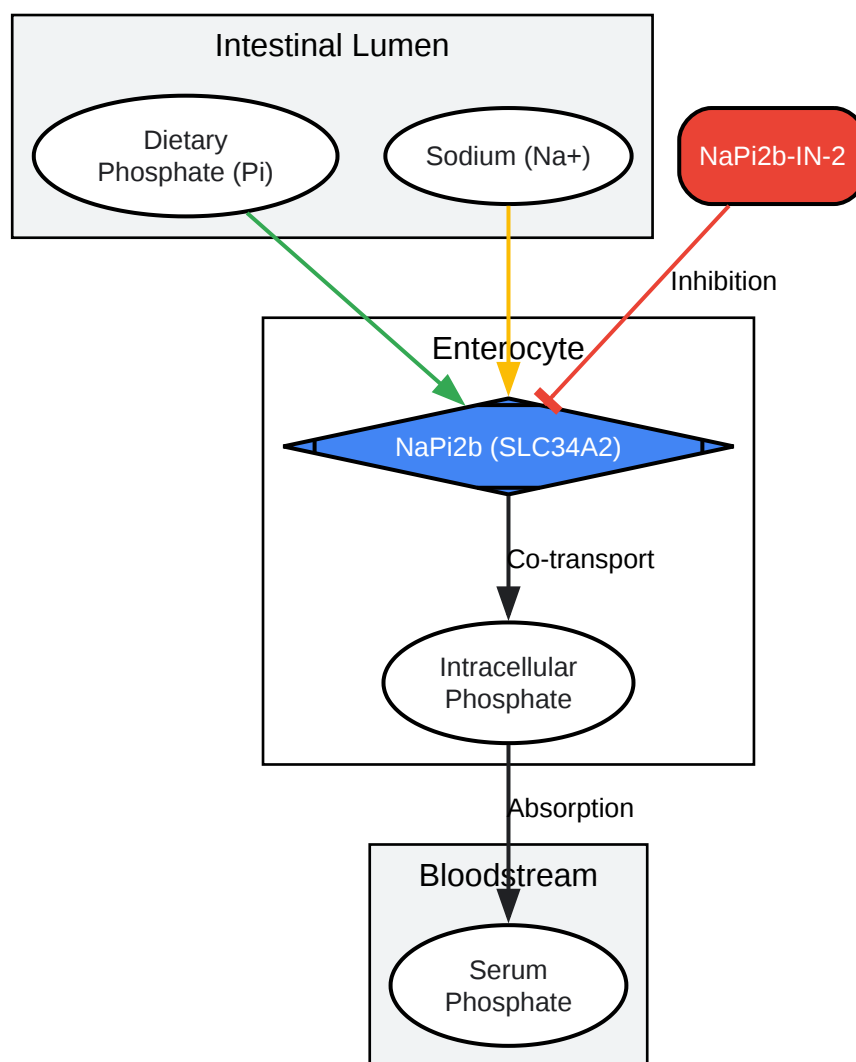 Intestinal Lumen
Dietary
Phosphate (Pi)
Sodium (Na+)
NaPi2b-IN-2
Inhibition
Enterocyte
NaPi2b (SLC34A2)
Co-transport
Intracellular
Phosphate
Absorption
Bloodstream
Serum
Phosphate